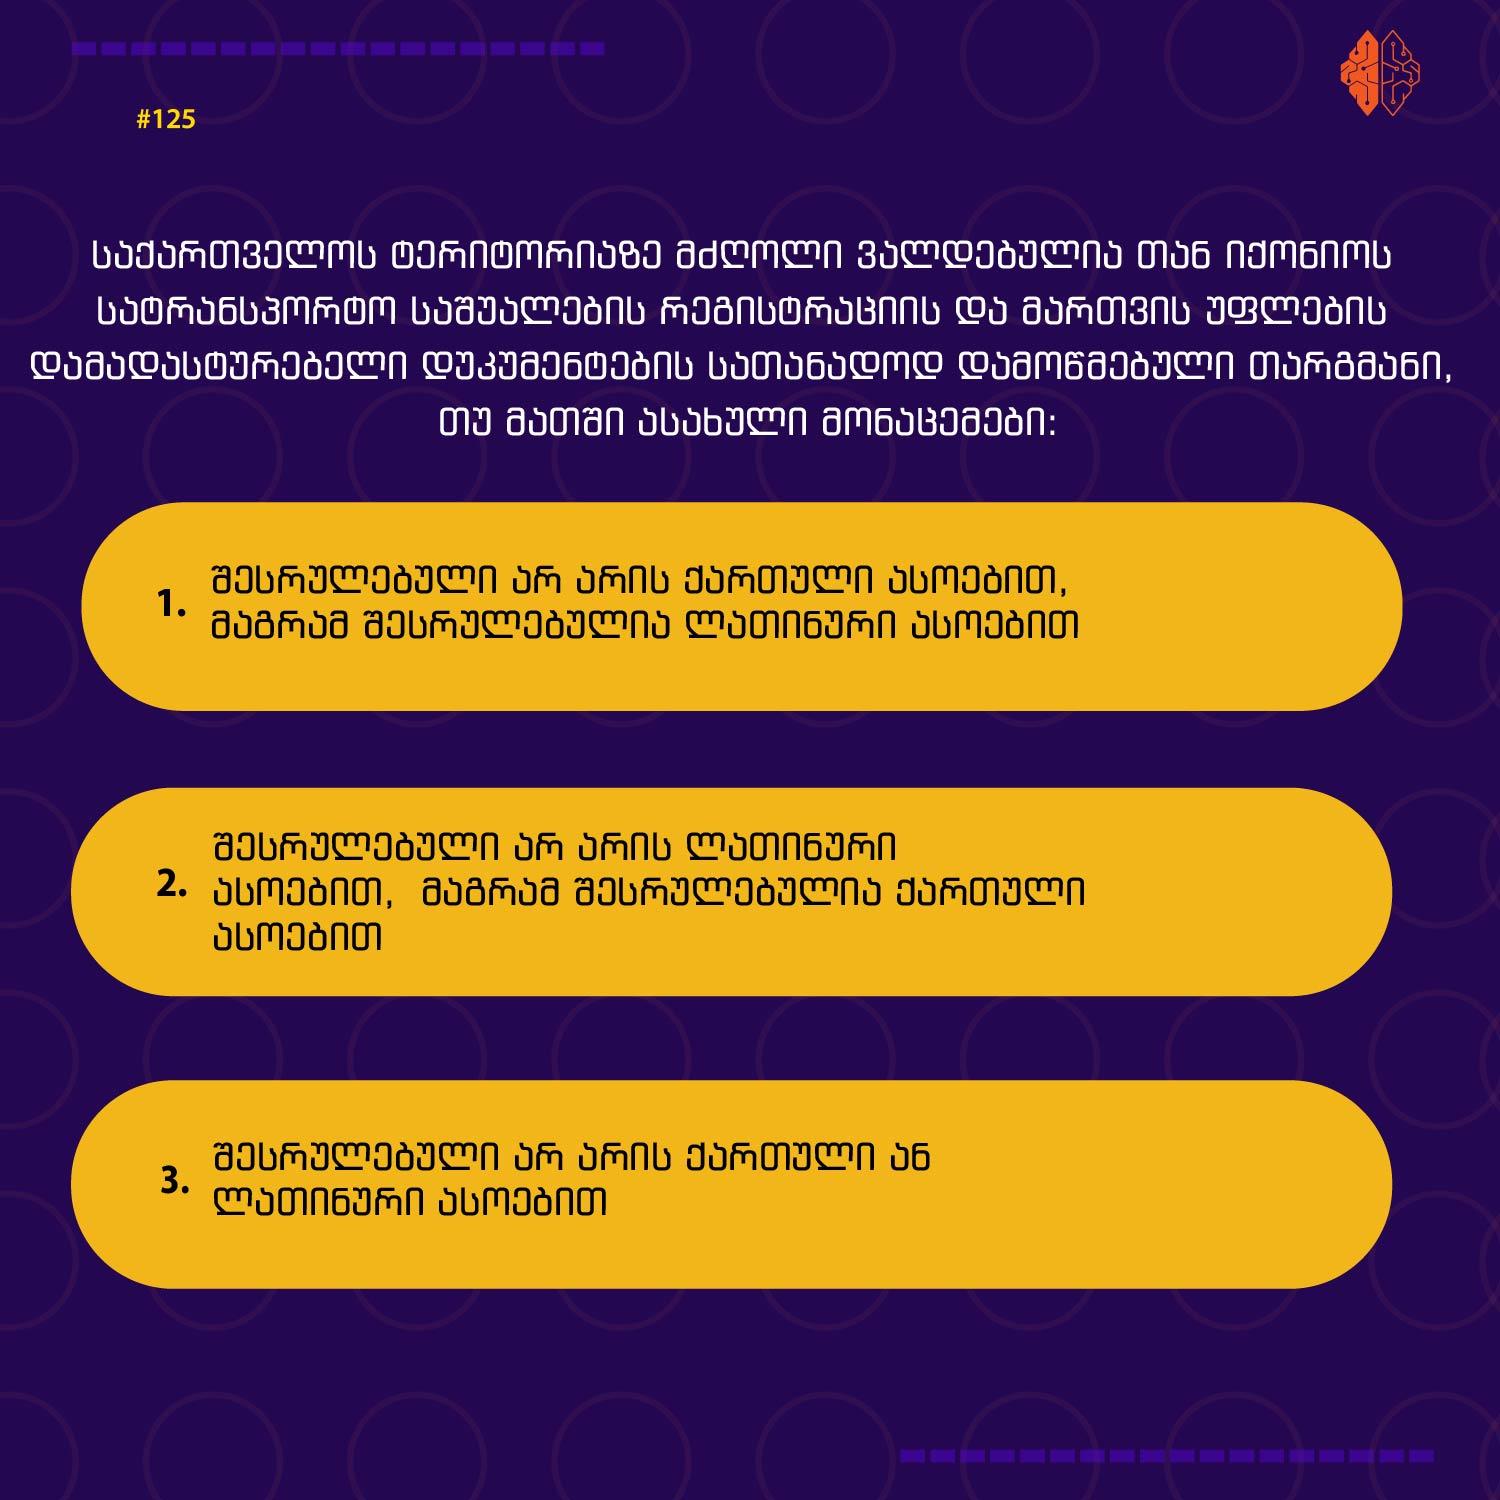 #125
საქართველოს ტერიტორიაზე მძღოლი ვალდებულია თან იქონიოს
სატრანსპორტო საშუალების რეგისტრაციის და მართვის უფლების
დამადასტურებელი დუკუმენტების სათანადოდ დამოწმებული თარგმანი,
თუ მათში ასახული მონაცემები:
1. შესრულებული არ არის ქართული ასოებით,
მაგრამ შესრულებულია ლათინური ასოებით
2. შესრულებული არ არის ლათინური
ასოებით, მაგრამ შესრულებულია ქართული
ასოებით
3. შესრულებული არ არის ქართული ან
ლათინური ასოებით